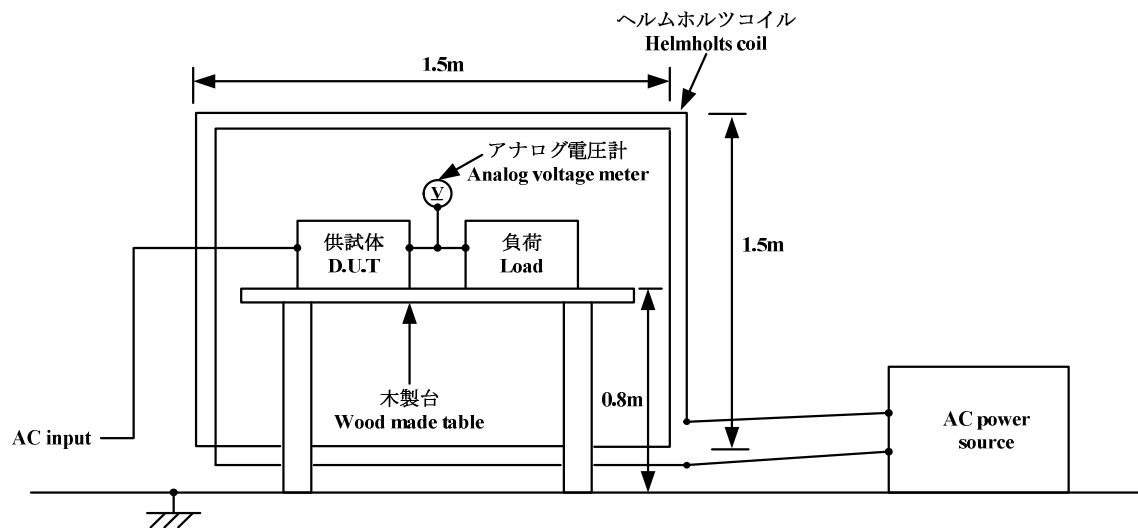 ヘルムホルツコイル
Helmholts coil
1.5m
アナログ電圧計
Analog voltage meter
V
供試体
D.U.T
負荷
Load
1.5m
木製台
Wood made table
0.8m
AC input
AC power
source